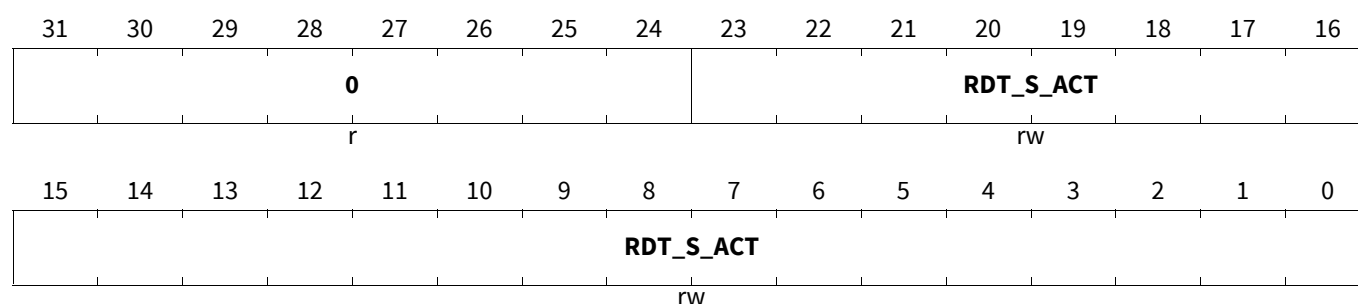 31 30 29 28 27 26 25 24 23 22 21 20 19 18 17 16
0 RDT_S_ACT
r rw
15 14 13 12 11 10 9 8 7 6 5 4 3 2 1 0
RDT_S_ACT
rw